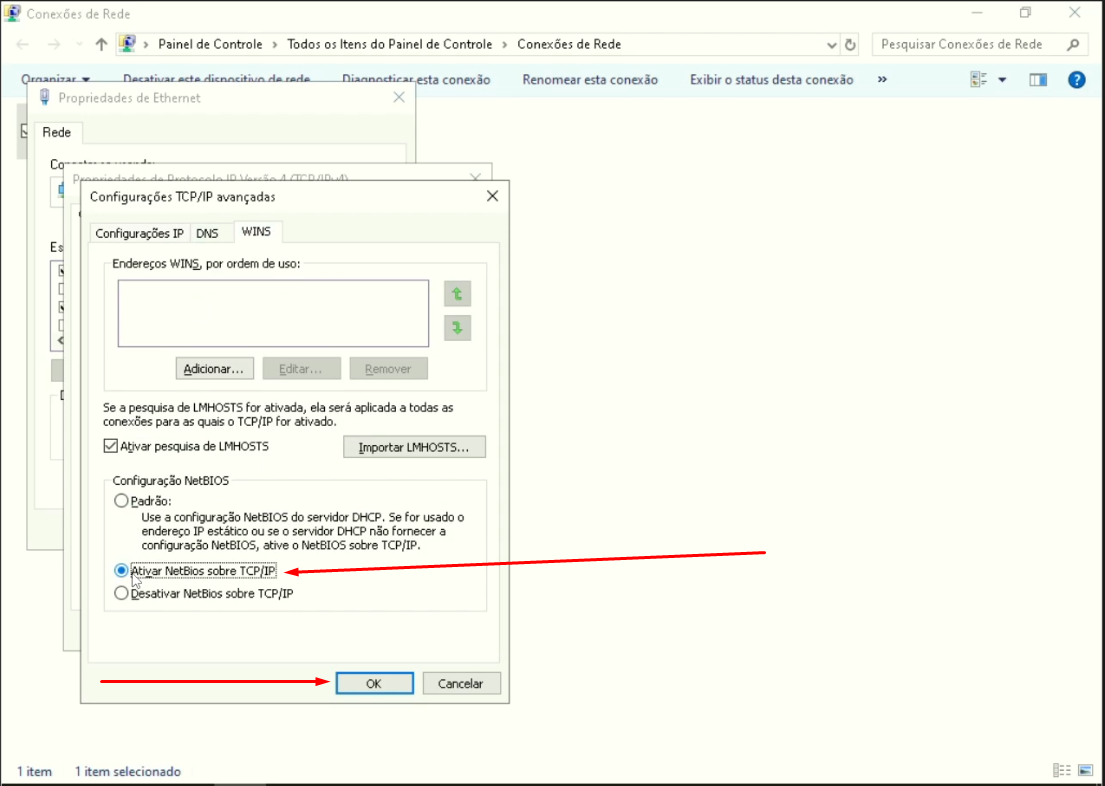 Conexões de Rede
Painel de Controle > Todos os Itens do Painel de Controle > Conexões de Rede
Pesquisar Conexões de Rede
Organizar Desativar este dispositivo de rede Diagnosticar esta conexão Renomear esta conexão Exibir o status desta conexão »
Propriedades de Ethernet
Rede
Propriedades de Protocolo IP Versão 4 (TCP/IPv4)
Configurações TCP/IP avançadas
Configurações IP DNS WINS
Endereços WINS, por ordem de uso:
Adicionar... Editar... Remover
Se a pesquisa de LMHOSTS for ativada, ela será aplicada a todas as
conexões para as quais o TCP/IP for ativado.
Ativar pesquisa de LMHOSTS Importar LMHOSTS...
Configuração NetBIOS
Padrão:
Use a configuração NetBIOS do servidor DHCP. Se for usado o
endereço IP estático ou se o servidor DHCP não fornecer a
configuração NetBIOS, ative o NetBIOS sobre TCP/IP.
Ativar NetBios sobre TCP/IP
Desativar NetBios sobre TCP/IP
OK Cancelar
1 item 1 item selecionado